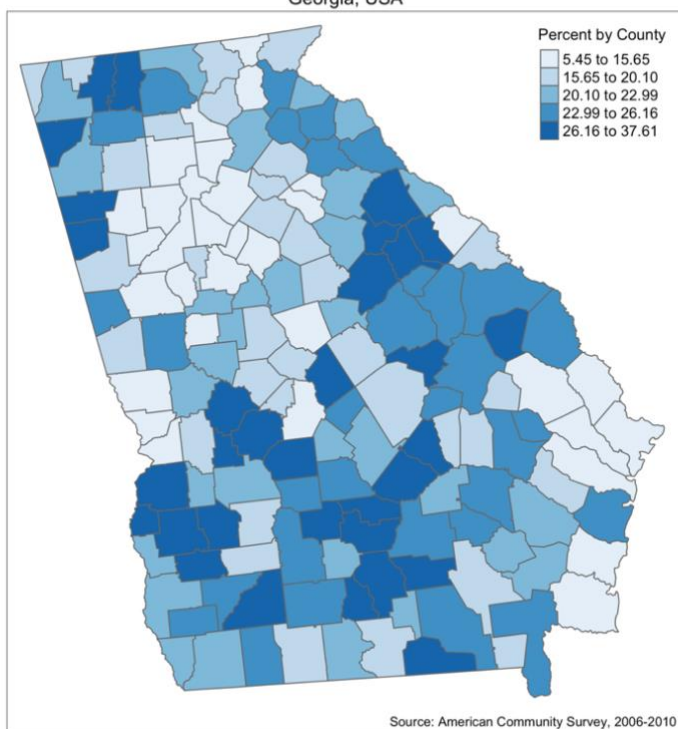 Georgia, USA
Percent by County
5.45 to 15.65
15.65 to 20.10
20.10 to 22.99
22.99 to 26.16
26.16 to 37.61
Source: American Community Survey, 2006-2010